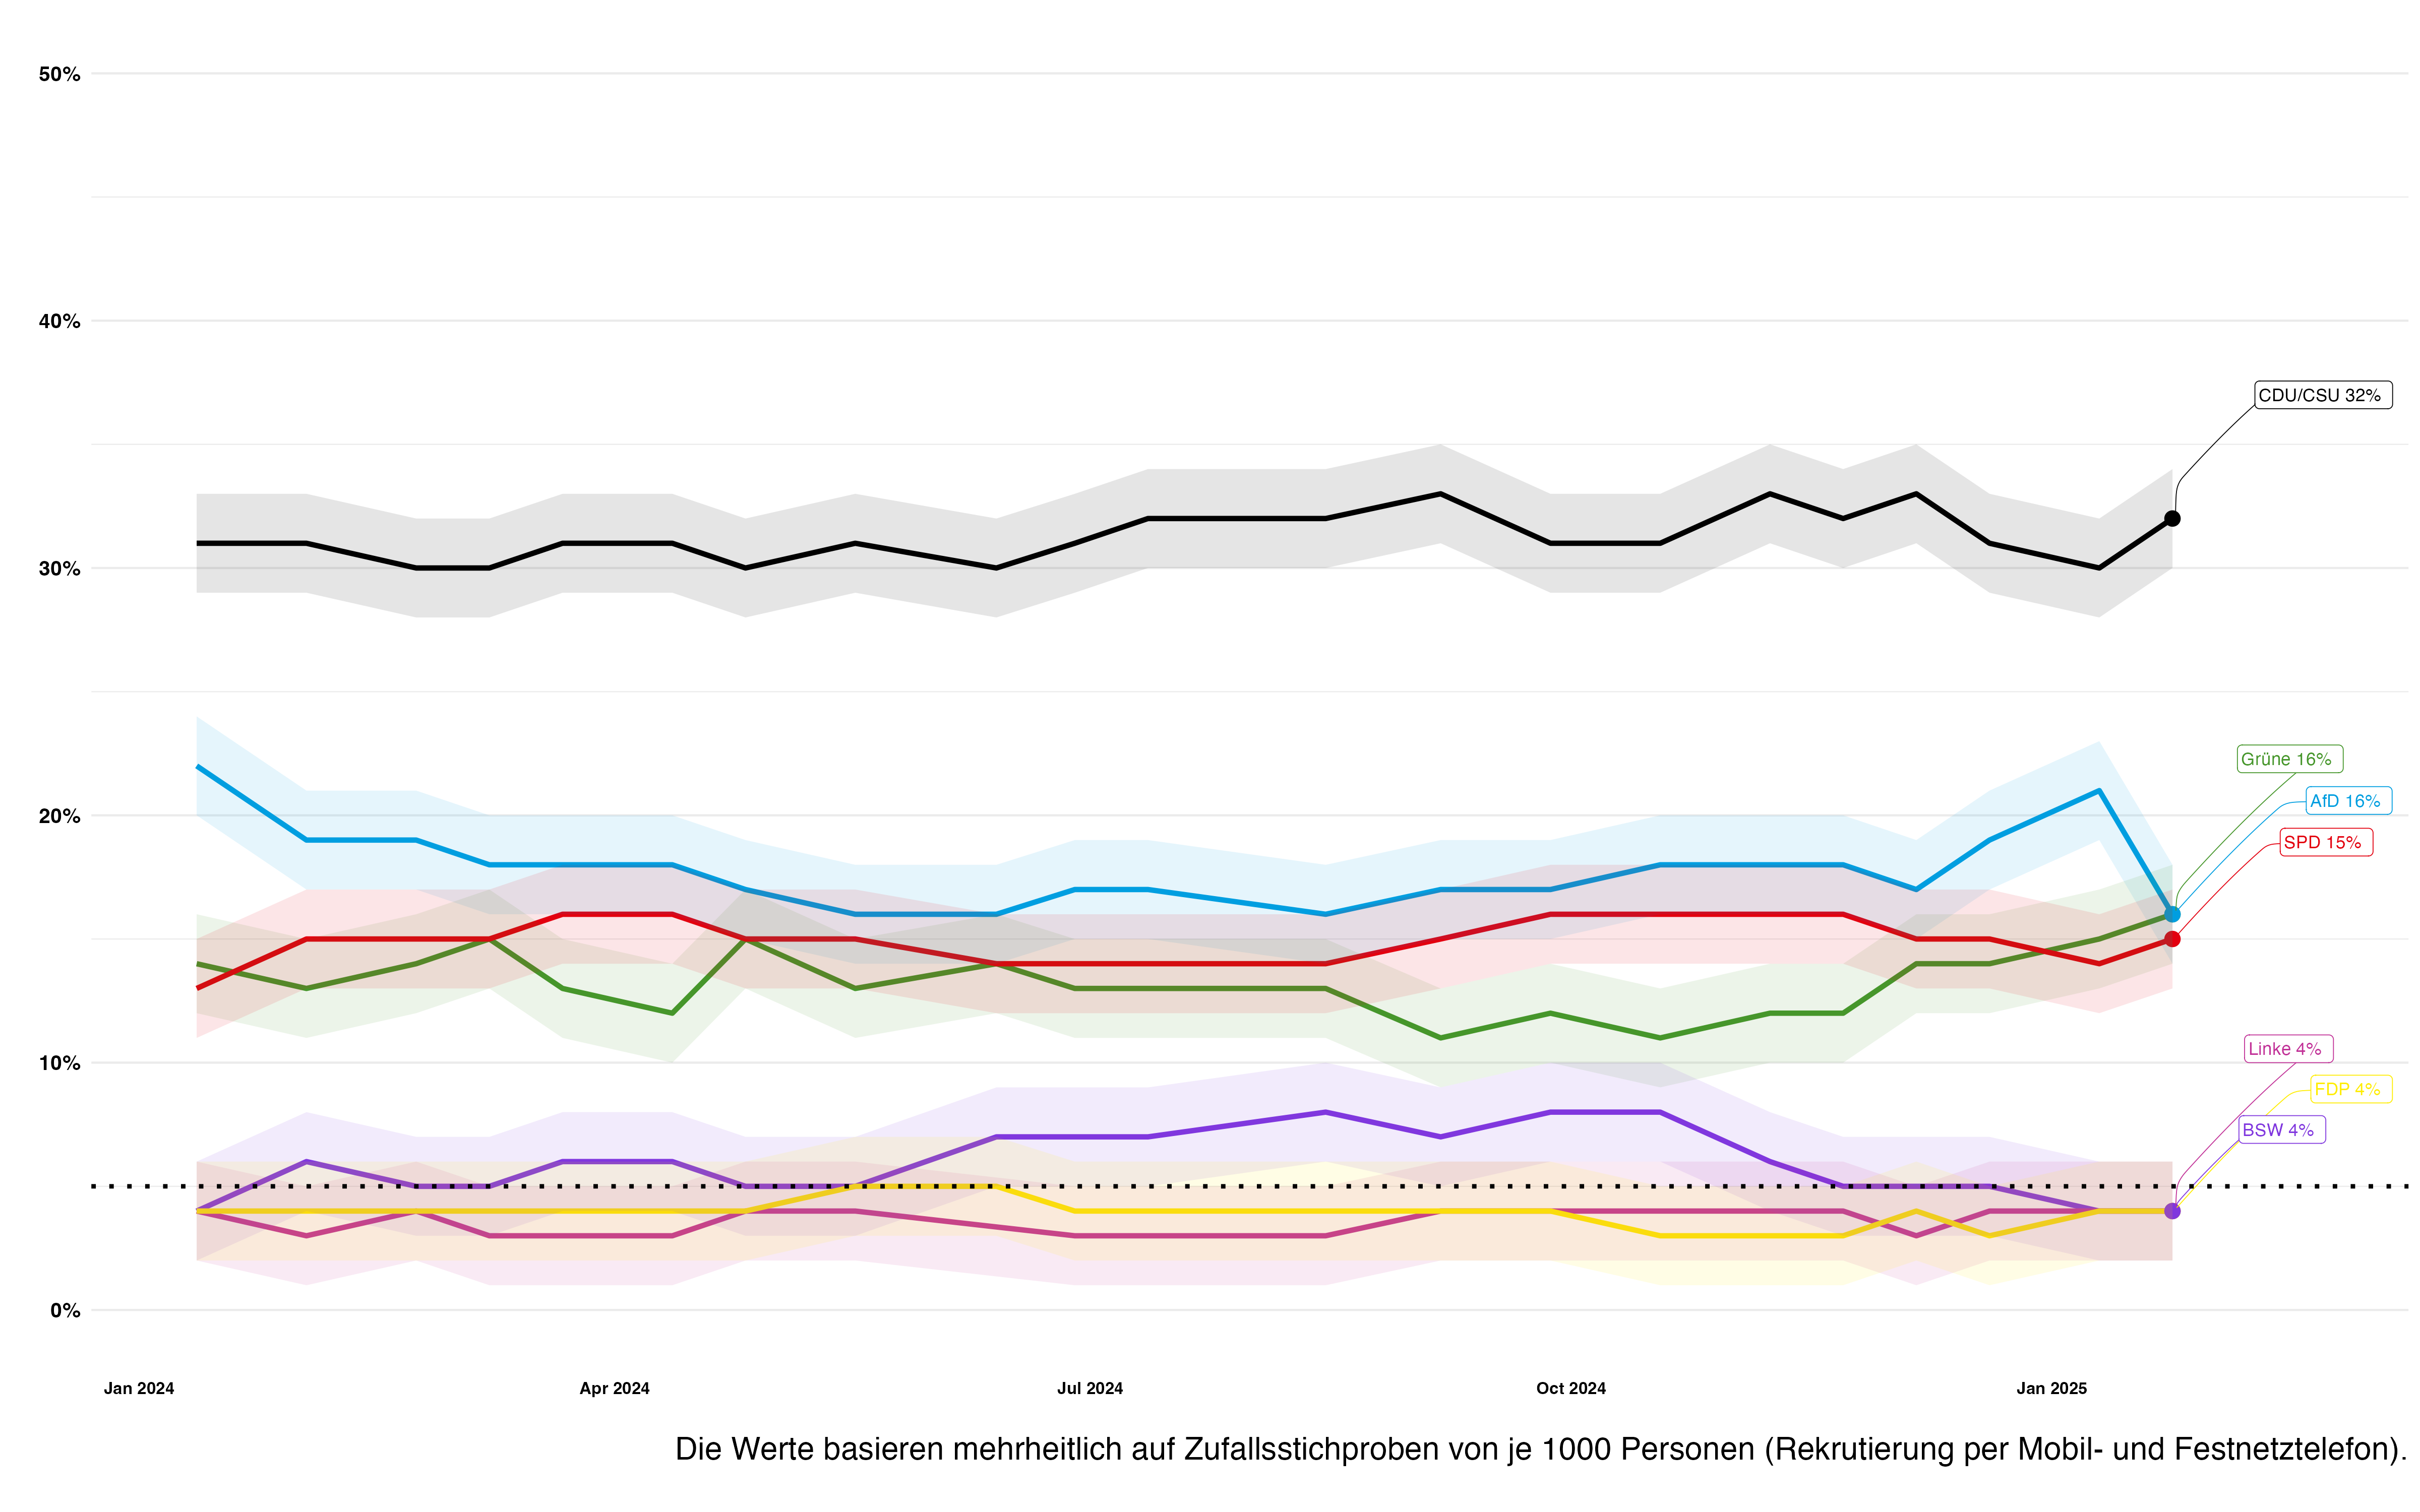 50%
40%
CDU/CSU 32%
30%
Grüne 16%
AfD 16%
20%
SPD 15%
10%
Linke 4%
FDP 4%
BSW 4%
0%
Jan 2024 Apr 2024 Jul 2024 Oct 2024 Jan 2025
Die Werte basieren mehrheitlich auf Zufallsstichproben von je 1000 Personen (Rekrutierung per Mobil- und Festnetztelefon).